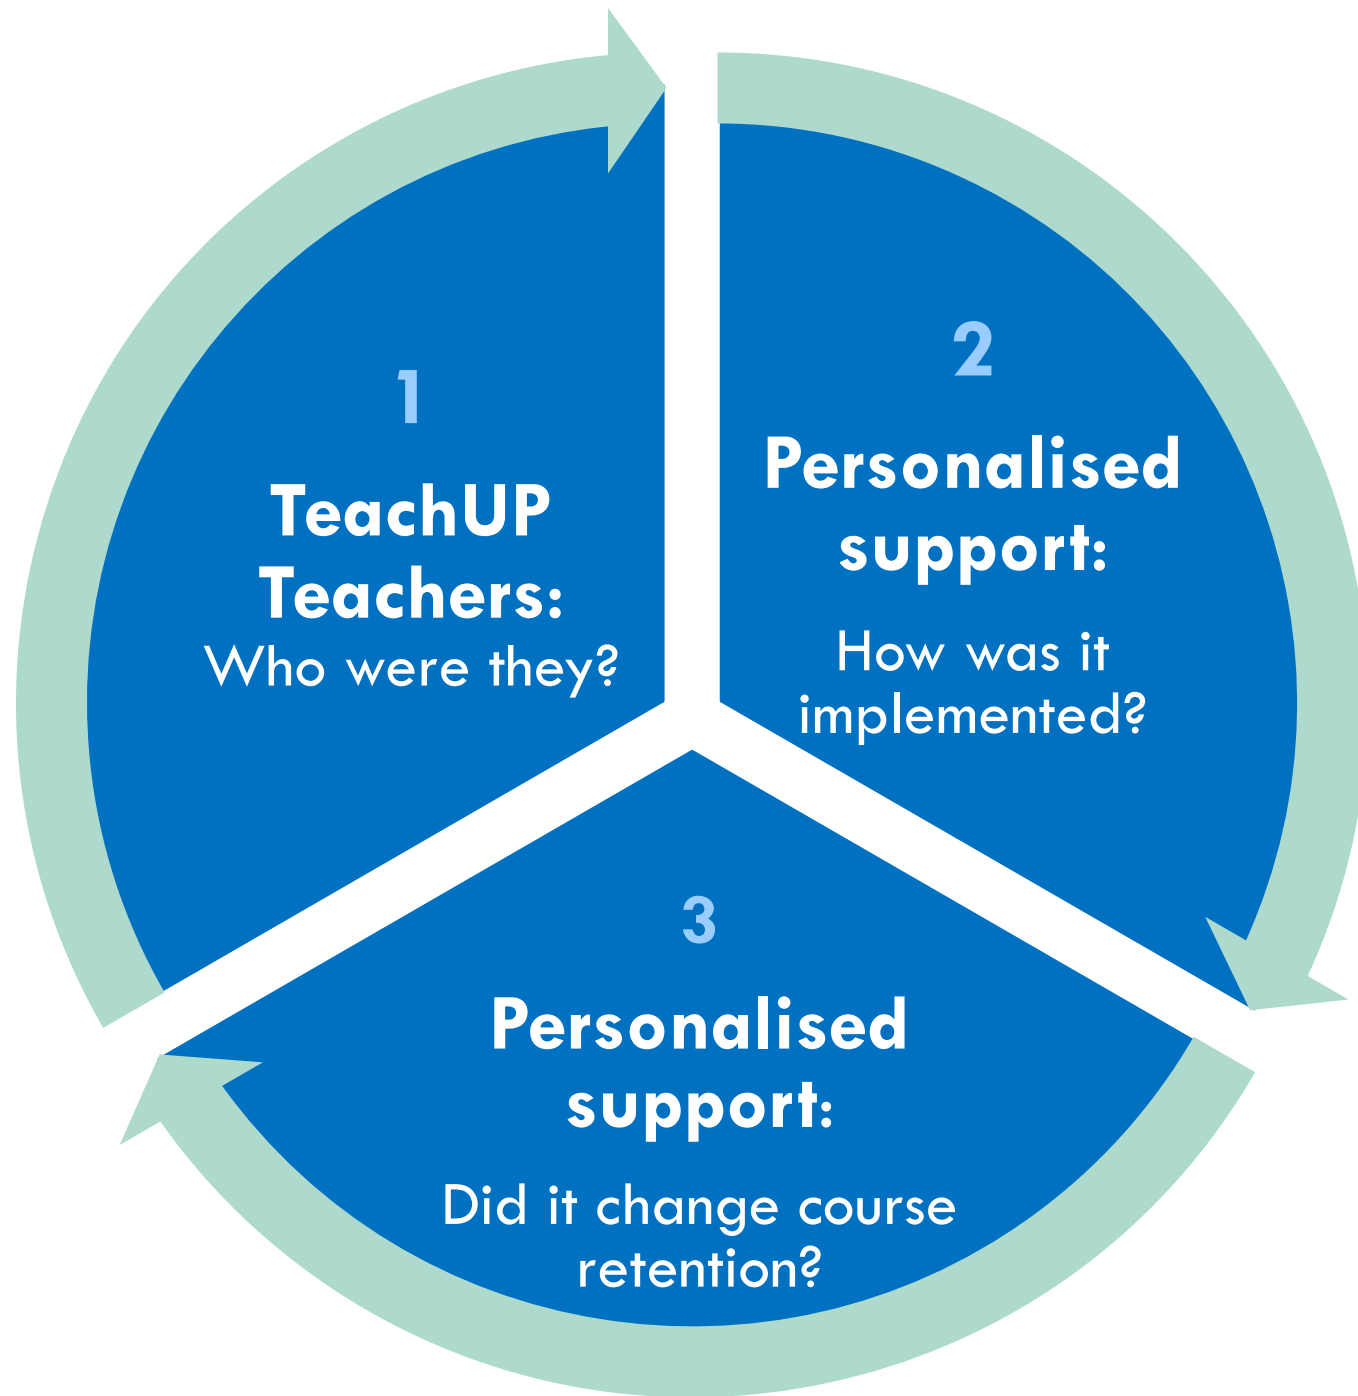 1
TeachUP
Teachers:
Who were they?
2
Personalised
support:
How was it
implemented?
3
Personalised
support:
Did it change course
retention?